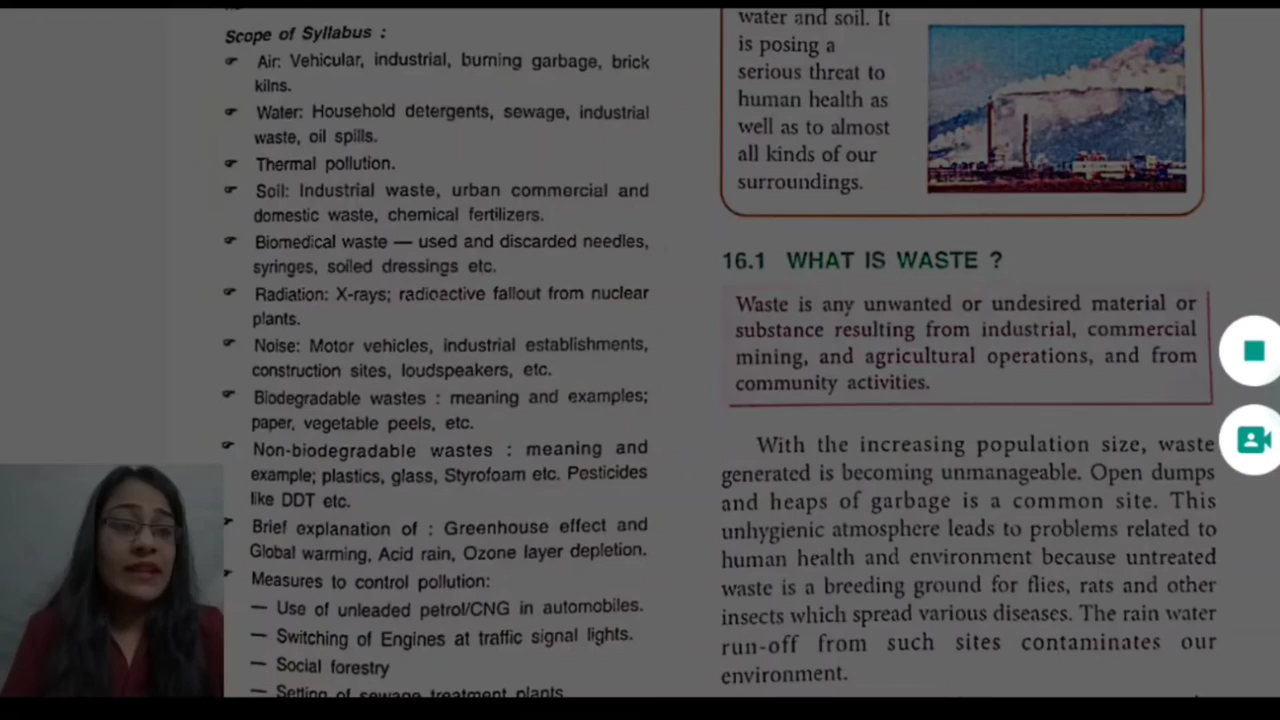 Scope of Syllabus :
Air: Vehicular, industrial, burning garbage, brick
kilns.
Water: Household detergents, sewage, industrial
waste, oil spills.
Thermal pollution.
Soil: Industrial waste, urban commercial and
domestic waste, chemical fertilizers.
Biomedical waste — used and discarded needles,
syringes, soiled dressings etc.
Radiation: X-rays; radioactive fallout from nuclear
plants.
Noise: Motor vehicles, industrial establishments,
construction sites, loudspeakers, etc.
Biodegradable wastes : meaning and examples;
paper, vegetable peels, etc.
Non-biodegradable wastes : meaning and
example; plastics, glass, Styrofoam etc. Pesticides
like DDT etc.
Brief explanation of : Greenhouse effect and
Global warming, Acid rain, Ozone layer depletion.
Measures to control pollution:
— Use of unleaded petrol/CNG in automobiles.
— Switching of Engines at traffic signal lights.
— Social forestry
— Setting of sewage treatment plants
water and soil. It
is posing a
serious threat to
human health as
well as to almost
all kinds of our
surroundings.
16.1 WHAT IS WASTE ?
Waste is any unwanted or undesired material or
substance resulting from industrial, commercial
mining, and agricultural operations, and from
community activities.
With the increasing population size, waste
generated is becoming unmanageable. Open dumps
and heaps of garbage is a common site. This
unhygienic atmosphere leads to problems related to
human health and environment because untreated
waste is a breeding ground for flies, rats and other
insects which spread various diseases. The rain water
run-off from such sites contaminates our
environment.